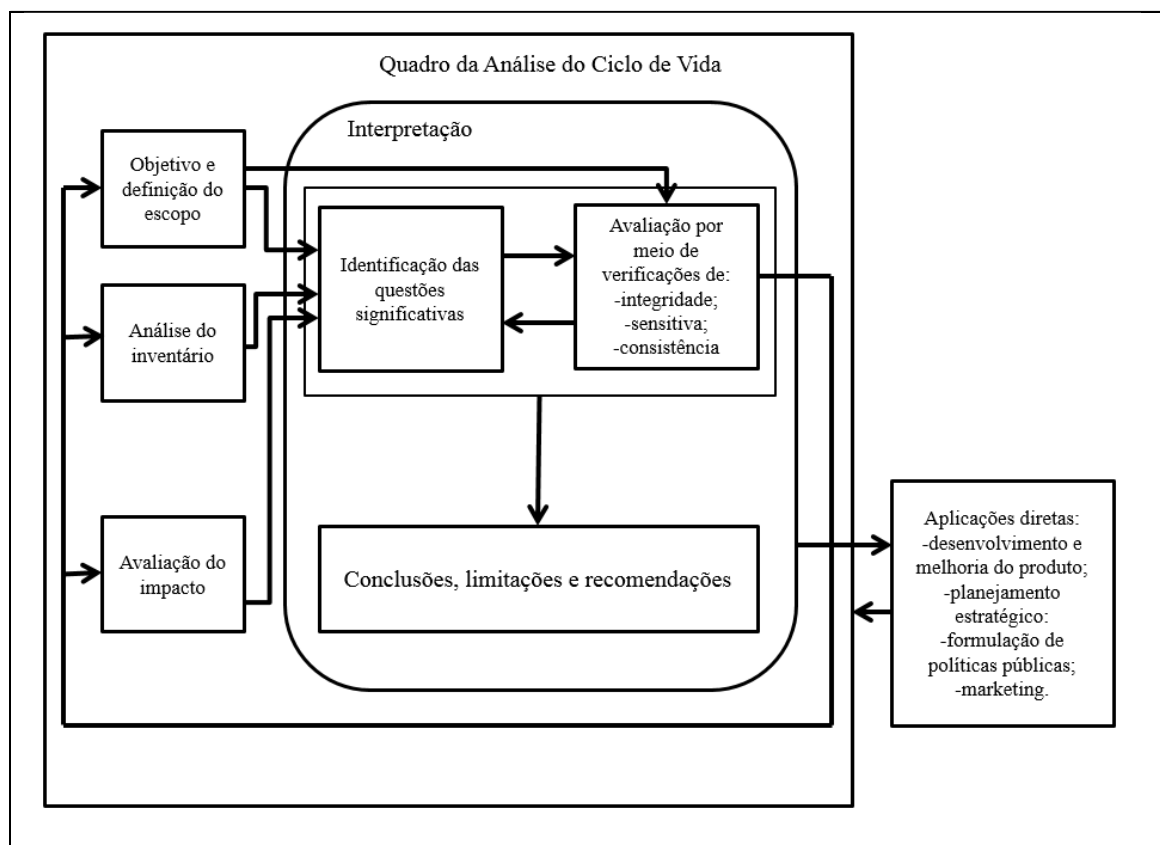 Quadro da Análise do Ciclo de Vida
Interpretação
Objetivo e
definição do
escopo
Análise do
inventário
Avaliação do
impacto
Identificação das
questões
significativas
Avaliação por
meio de
verificações de:
-integridade;
-sensitiva;
-consistência
Conclusões, limitações e recomendações
Aplicações diretas:
-desenvolvimento e
melhoria do produto;
-planejamento
estratégico:
-formulação de
políticas públicas;
-marketing.